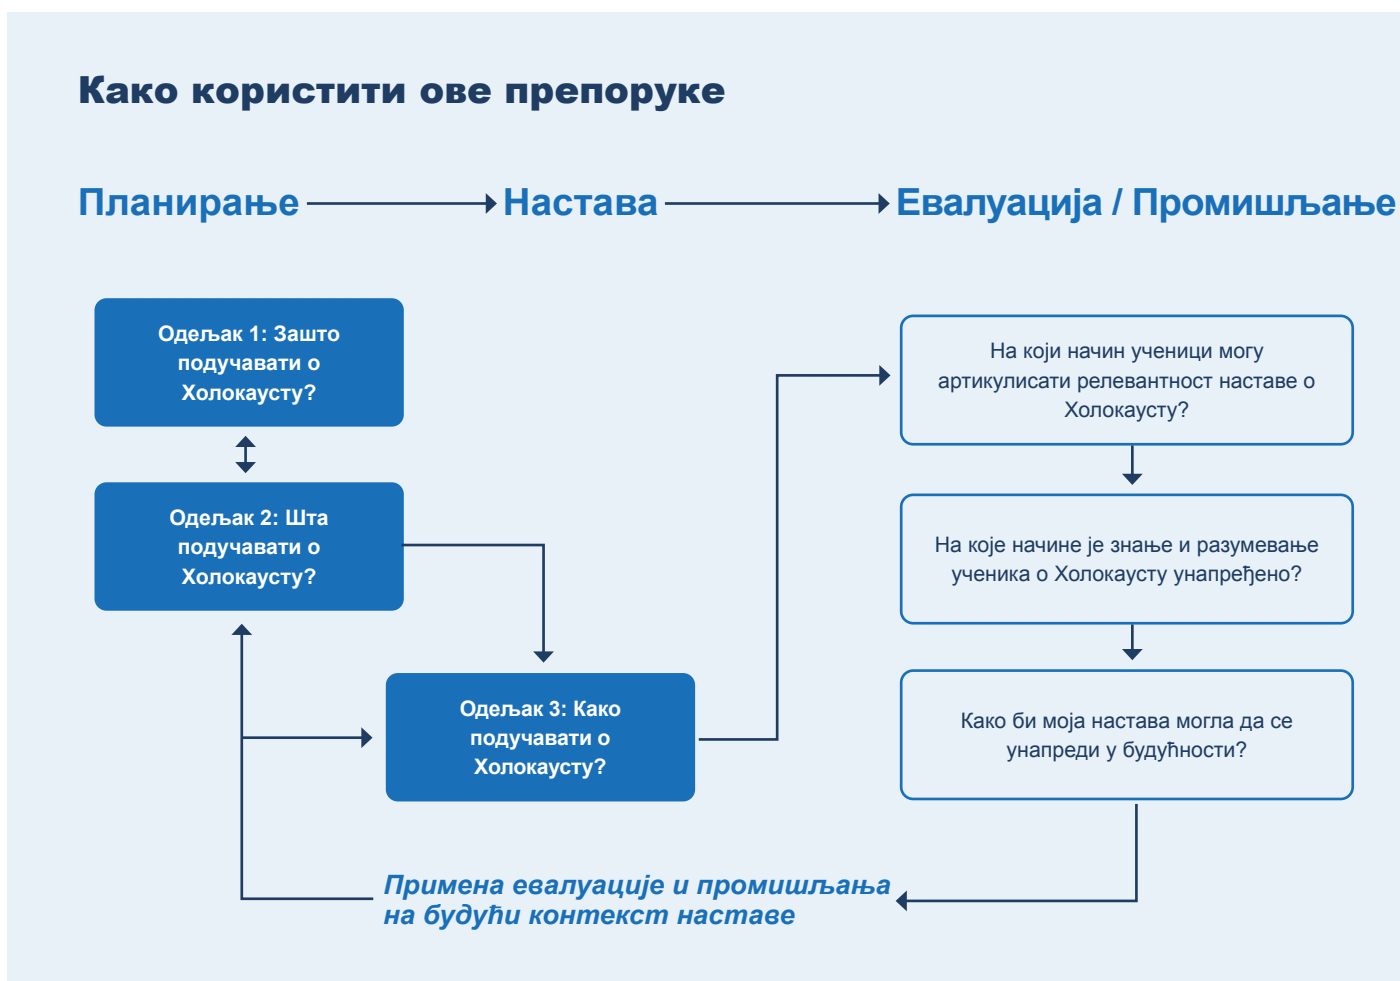 Како користити ове препоруке
Планирање
Настава
Евалуација / Промишљање
Одељак 1: Зашто
подучавати о
Холокаусту?
Одељак 2: Шта
подучавати о
Холокаусту?
Одељак 3: Како
подучавати о
Холокаусту?
На који начин ученици могу
артикулисати релевантност наставе о
Холокаусту?
На које начине је знање и разумевање
ученика о Холокаусту унапређено?
Како би моја настава могла да се
унапреди у будућности?
Примена евалуације и промишљања
на будући контекст наставе